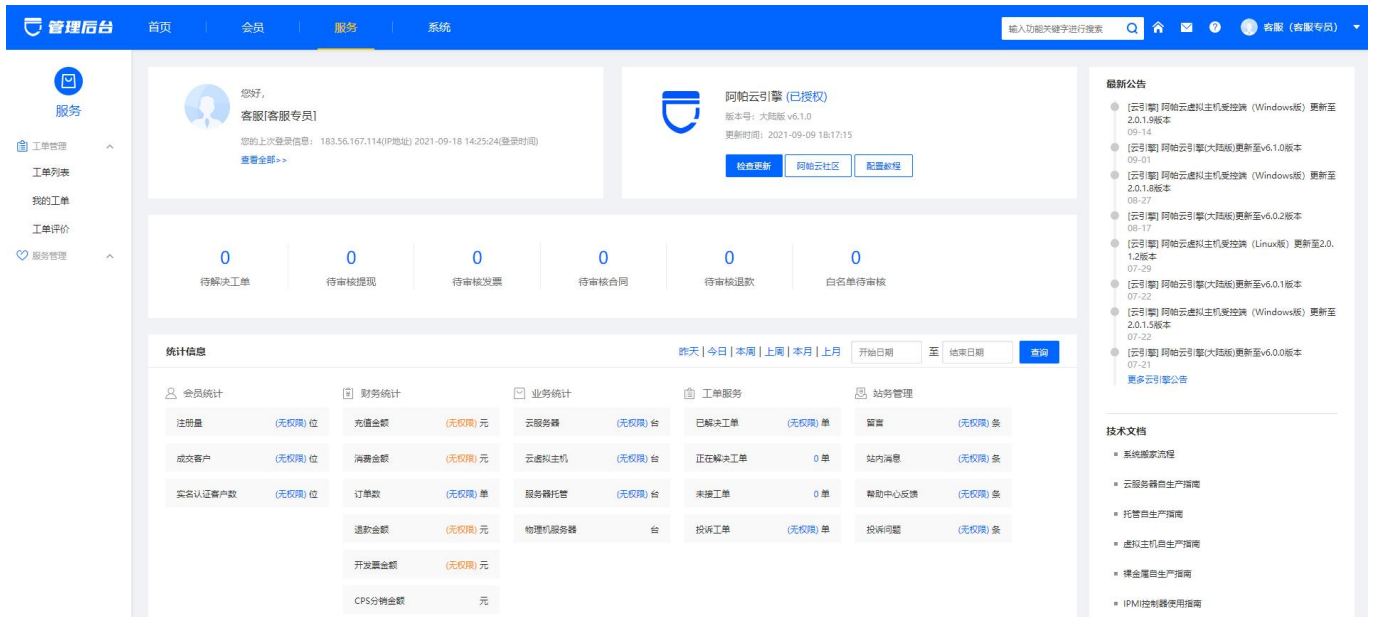 管理后台
首页
会员
服务
系统
输入功能关键字进行搜索
客服（客服专员）
服务
工单管理
工单列表
我的工单
工单评价
服务管理
您好，
客服[客服专员]
您的上次登录信息： 183.56.167.114(IP地址) 2021-09-18 14:25:24(登录时间)
查看全部>>
阿帕云引擎 (已授权)
版本号：大陆版 v6.1.0
更新时间：2021-09-09 18:17:15
检查更新
阿帕云社区
配置教程
0
待解决工单
0
待审核提现
0
待审核发票
0
待审核合同
0
待审核退款
0
白名单待审核
统计信息
昨天 | 今日 | 本周 | 上周 | 本月 | 上月
开始日期
至
结束日期
查询
会员统计
注册量 (无权限) 位
成交客户 (无权限) 位
实名认证客户数 (无权限) 位
财务统计
充值金额 (无权限) 元
消费金额 (无权限) 元
订单数 (无权限) 单
退款金额 (无权限) 元
开发票金额 (无权限) 元
CPS分销金额 元
业务统计
云服务器 (无权限) 台
云虚拟主机 (无权限) 台
服务器托管 (无权限) 台
物理机服务器 台
工单服务
已解决工单 (无权限) 单
正在解决工单 0 单
未接工单 0 单
投诉工单 (无权限) 单
站务管理
留言 (无权限) 条
站内消息 (无权限) 条
帮助中心反馈 (无权限) 条
投诉问题 (无权限) 条
最新公告
[云引擎] 阿帕云虚拟主机受控端（Windows版）更新至
2.0.1.9版本
09-14
[云引擎] 阿帕云引擎(大陆版)更新至v6.1.0版本
09-01
[云引擎] 阿帕云虚拟主机受控端（Windows版）更新至
2.0.1.8版本
08-27
[云引擎] 阿帕云引擎(大陆版)更新至v6.0.2版本
08-17
[云引擎] 阿帕云虚拟主机受控端（Linux版）更新至2.0.
1.2版本
07-29
[云引擎] 阿帕云引擎(大陆版)更新至v6.0.1版本
07-22
[云引擎] 阿帕云虚拟主机受控端（Windows版）更新至
2.0.1.5版本
07-22
[云引擎] 阿帕云引擎(大陆版)更新至v6.0.0版本
07-21
更多云引擎公告
技术文档
系统搬家流程
云服务器自生产指南
托管自生产指南
虚拟主机自生产指南
裸金属自生产指南
IPMI控制器使用指南